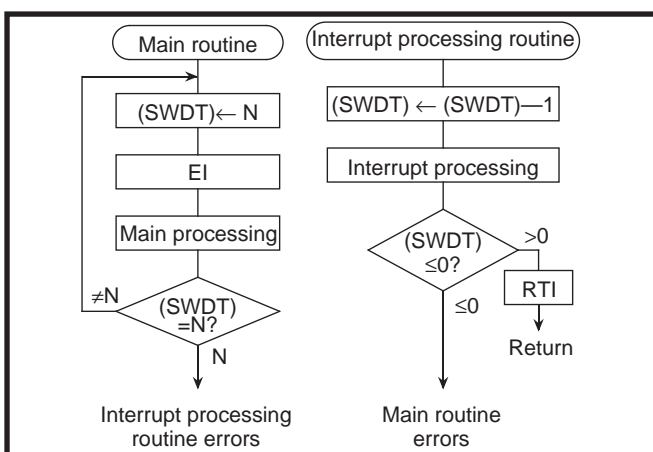 Main routine
(SWDT)← N
EI
Main processing
≠N
(SWDT)
=N?
N
Interrupt processing
routine errors
Interrupt processing routine
(SWDT) ← (SWDT)—1
Interrupt processing
(SWDT)
≤0?
>0
RTI
Return
≤0
Main routine
errors